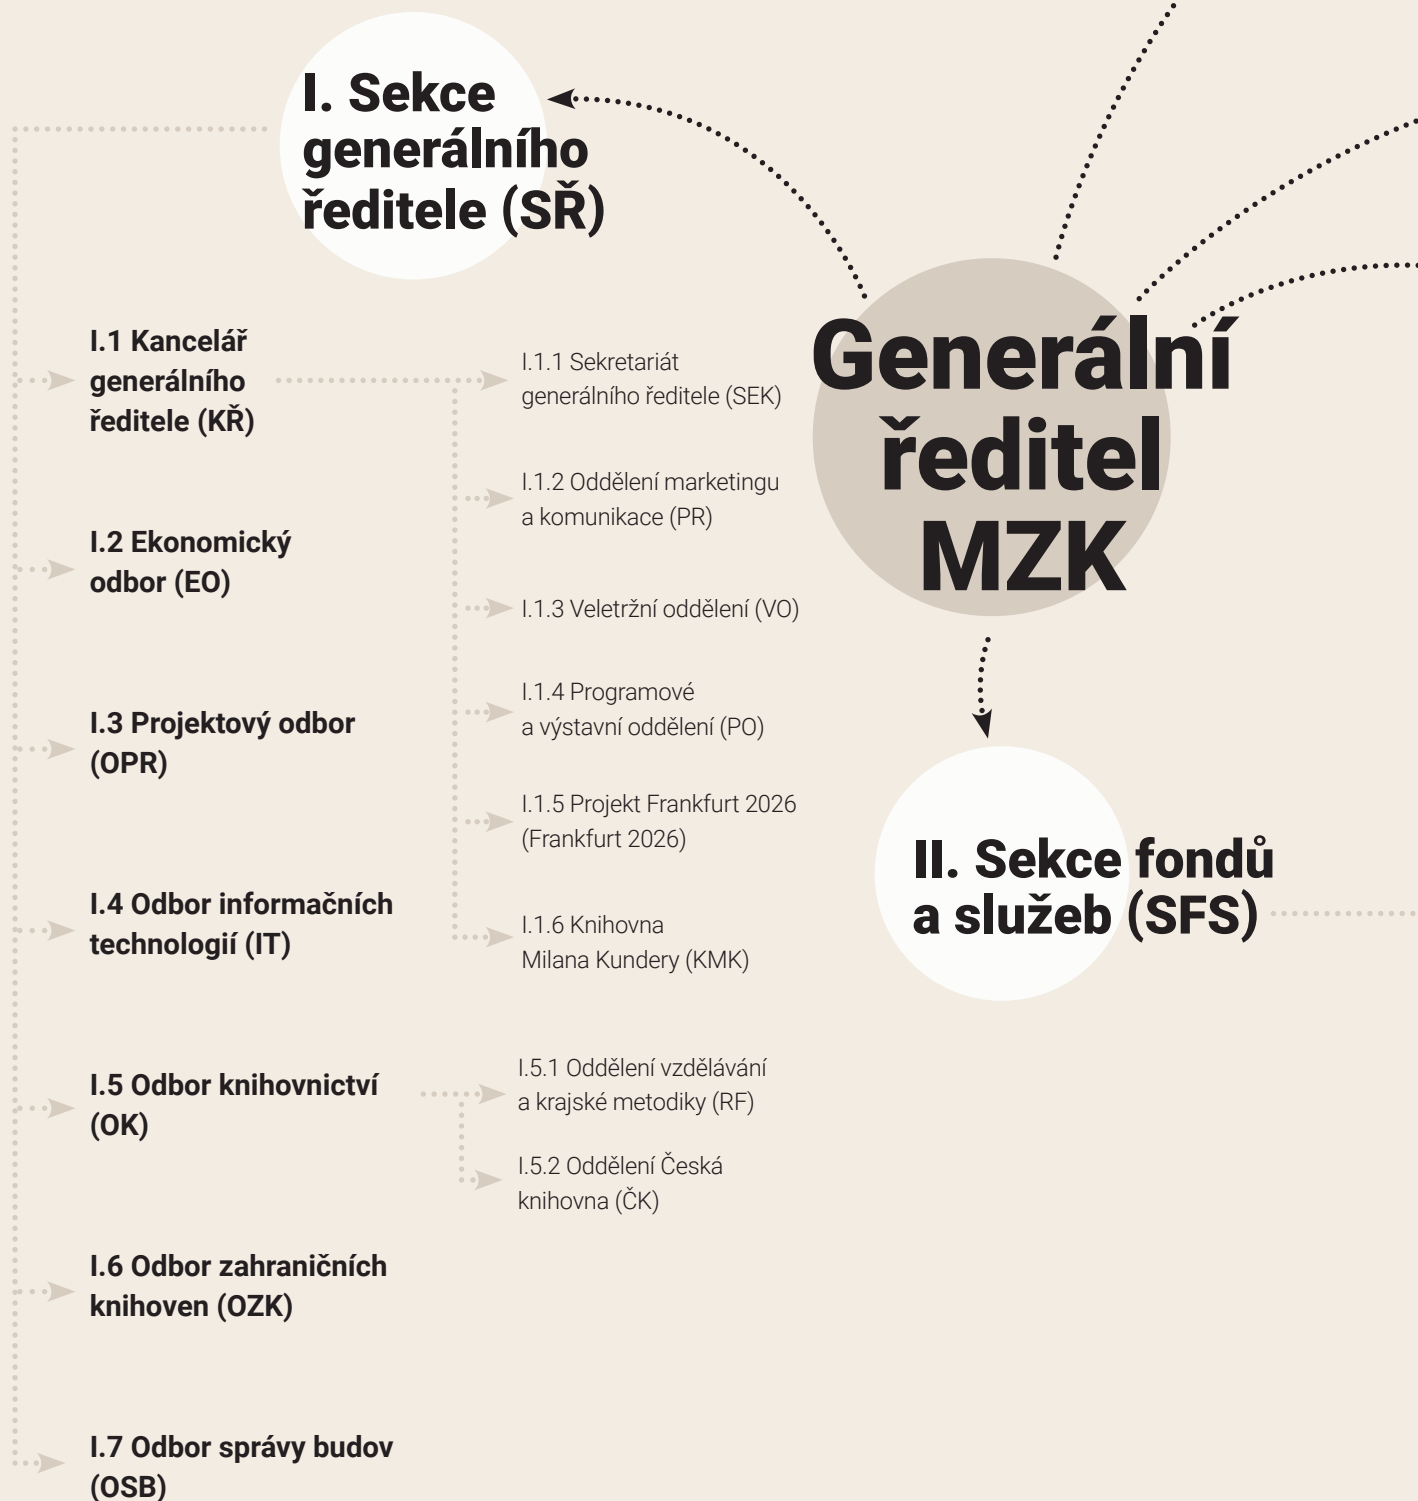 I. Sekce
generálního
ředitele (SŘ)
I.1 Kancelář
generálního
ředitele (KŘ)
I.2 Ekonomický
odbor (EO)
I.3 Projektový odbor
(OPR)
I.4 Odbor informačních
technologií (IT)
I.5 Odbor knihovnictví
(OK)
I.6 Odbor zahraničních
knihoven (OZK)
I.7 Odbor správy budov
(OSB)
I.1.1 Sekretariát
generálního ředitele (SEK)
I.1.2 Oddělení marketingu
a komunikace (PR)
I.1.3 Veletržní oddělení (VO)
I.1.4 Programové
a výstavní oddělení (PO)
I.1.5 Projekt Frankfurt 2026
(Frankfurt 2026)
I.1.6 Knihovna
Milana Kundery (KMK)
I.5.1 Oddělení vzdělávání
a krajské metodiky (RF)
I.5.2 Oddělení Česká
knihovna (ČK)
Generální
ředitel
MZK
II. Sekce fondů
a služeb (SFS)